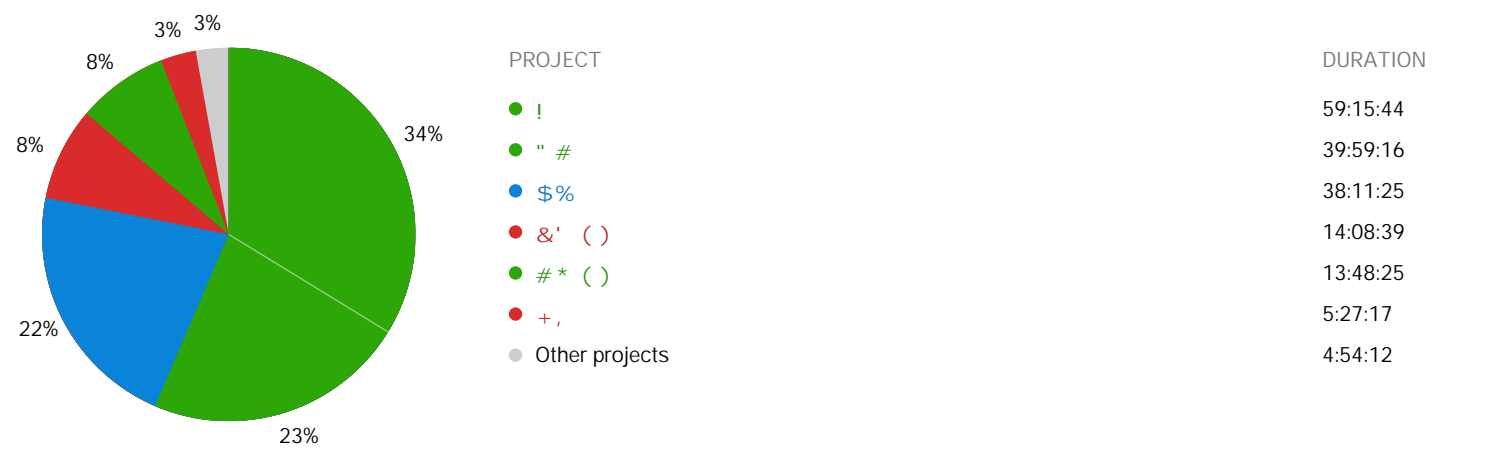 3% 3%
8%
34%
8%
22%
23%
PROJECT DURATION
! 59:15:44
" # 39:59:16
$% 38:11:25
&' ( ) 14:08:39
#* ( ) 13:48:25
+, 5:27:17
Other projects 4:54:12